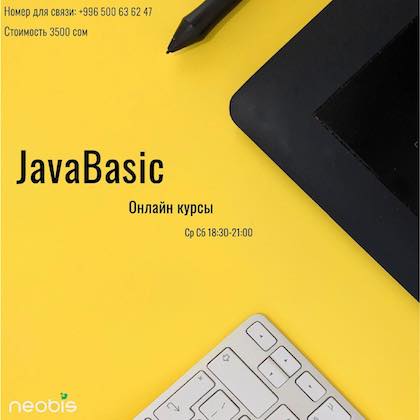 Номер для связи: +996 500 63 62 47
Стоимость 3500 сом
JavaBasic
Онлайн курсы
Ср Сб 18:30-21:00
neobis